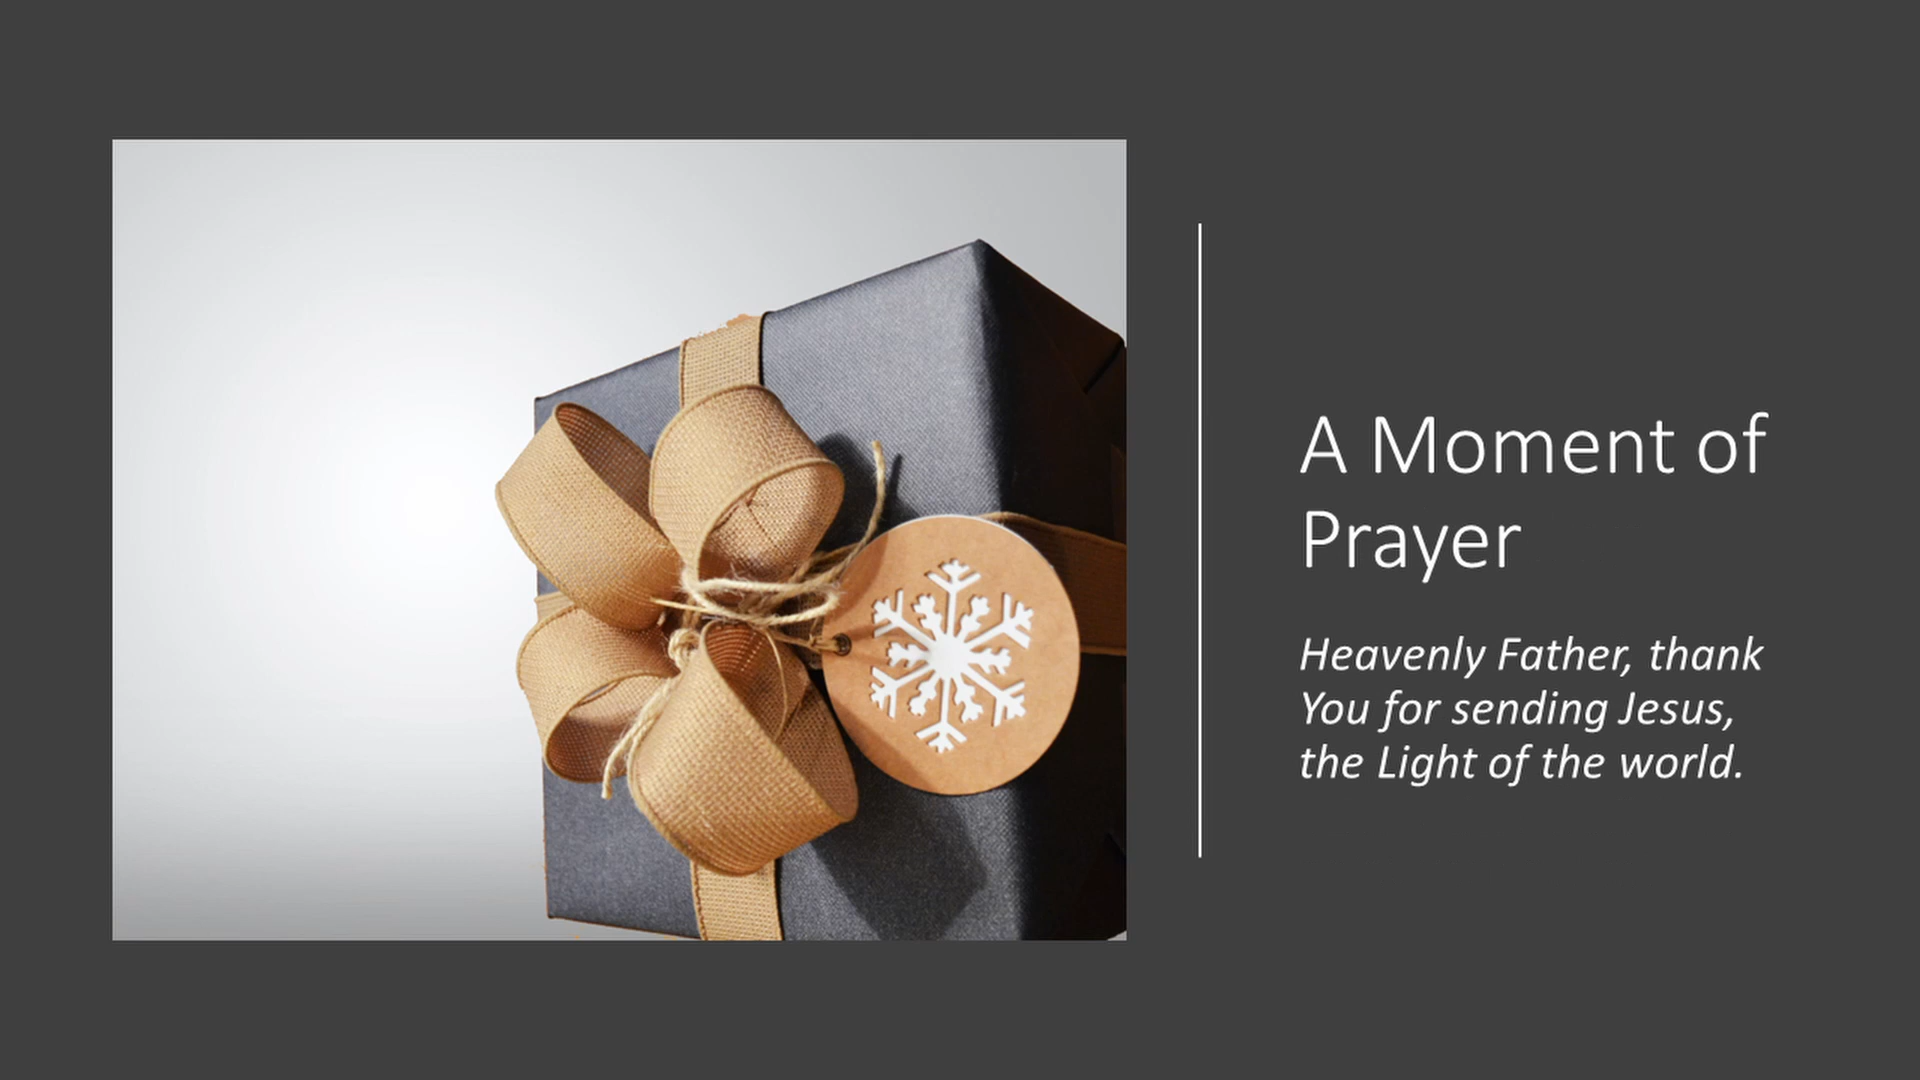 A Moment of
Prayer
Heavenly Father, thank
You for sending Jesus,
the Light of the world.